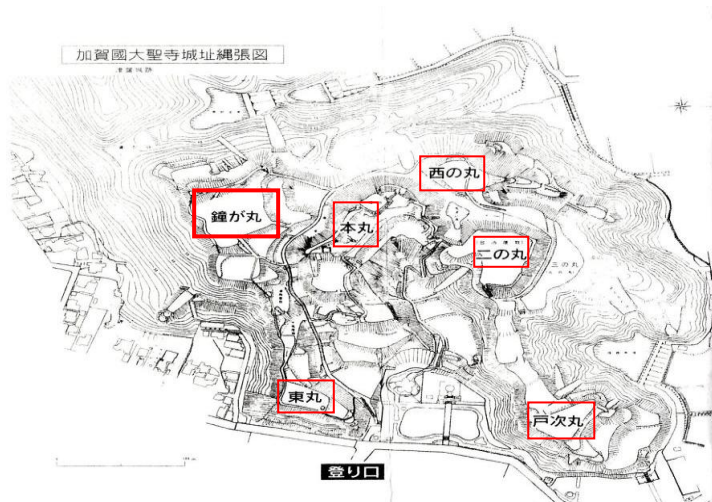 加賀國大聖寺城址縄張図
西の丸
鐘が丸
本丸
二の丸
三の丸
東丸
戸次丸
登り口